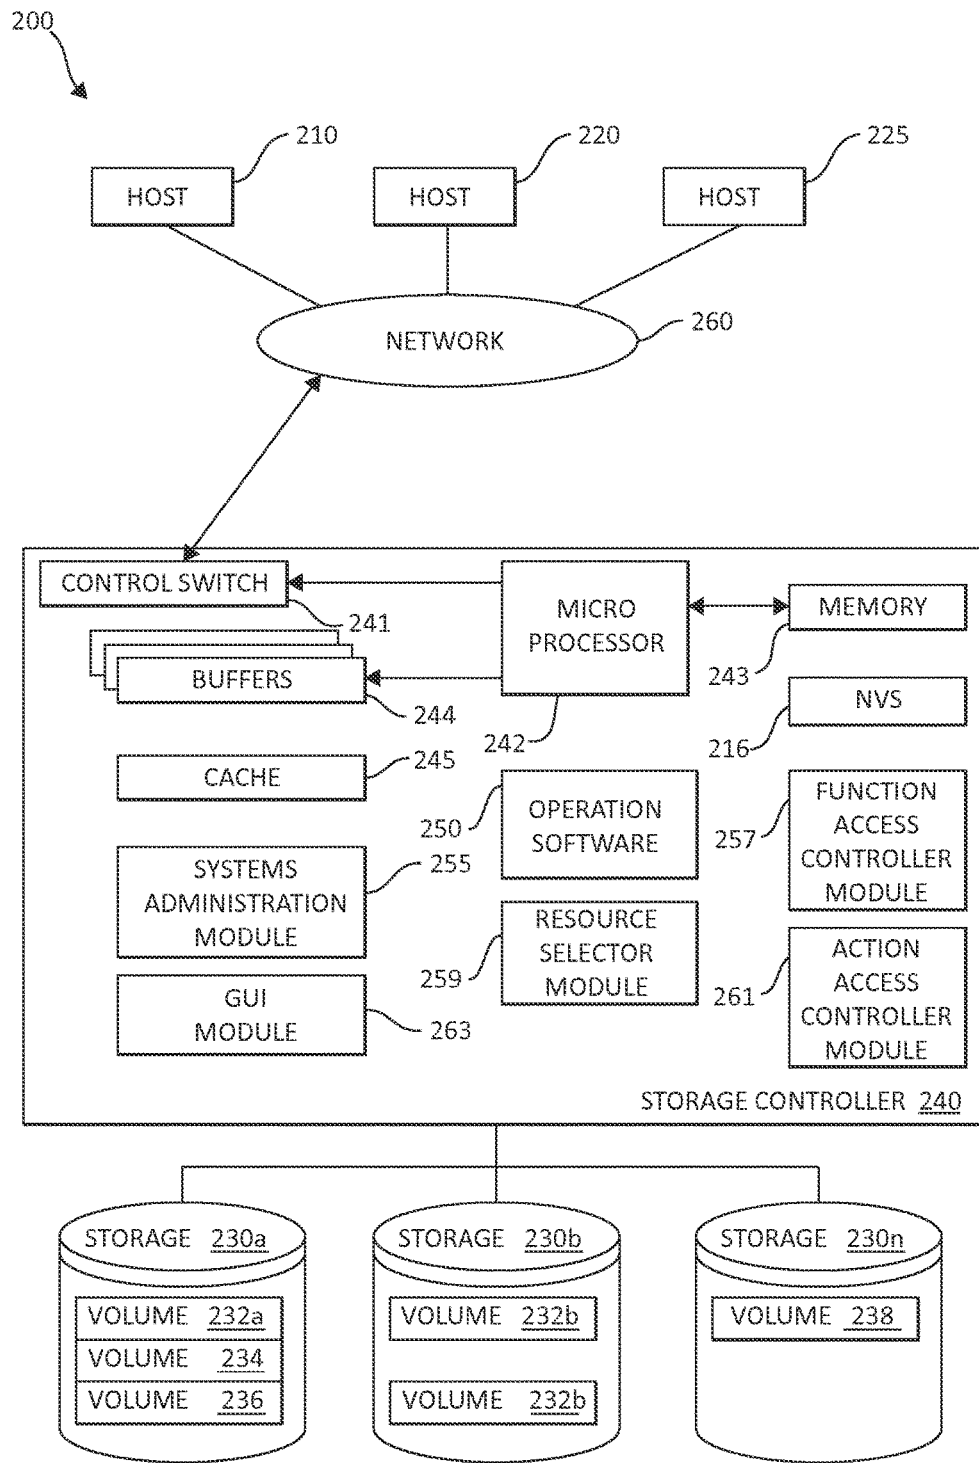 200
210
220
225
HOST
HOST
HOST
NETWORK
260
CONTROL SWITCH
241
MICRO
PROCESSOR
242
MEMORY
243
BUFFERS
244
NVS
216
CACHE
245
250
OPERATION
SOFTWARE
257
FUNCTION
ACCESS
CONTROLLER
MODULE
SYSTEMS
ADMINISTRATION
MODULE
255
259
RESOURCE
SELECTOR
MODULE
261
ACTION
ACCESS
CONTROLLER
MODULE
GUI
MODULE
263
STORAGE CONTROLLER 240
STORAGE 230a
VOLUME 232a
VOLUME 234
VOLUME 236
STORAGE 230b
VOLUME 232b
VOLUME 232b
STORAGE 230n
VOLUME 238